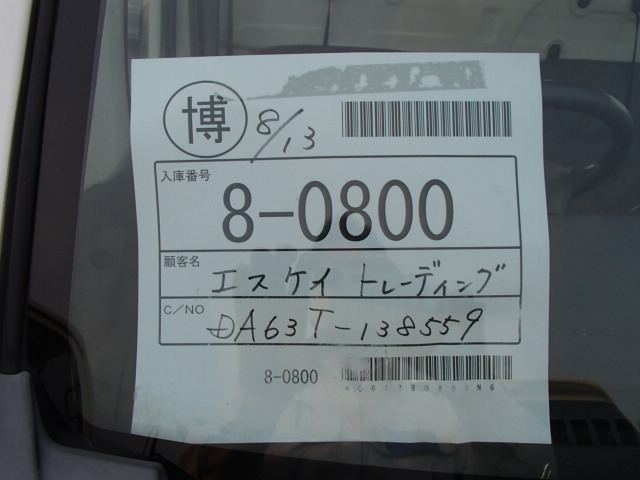 博 8/13
入庫番号
8-0800
顧客名 エスケイ トレーディング
C/NO DA63T-138559
8-0800